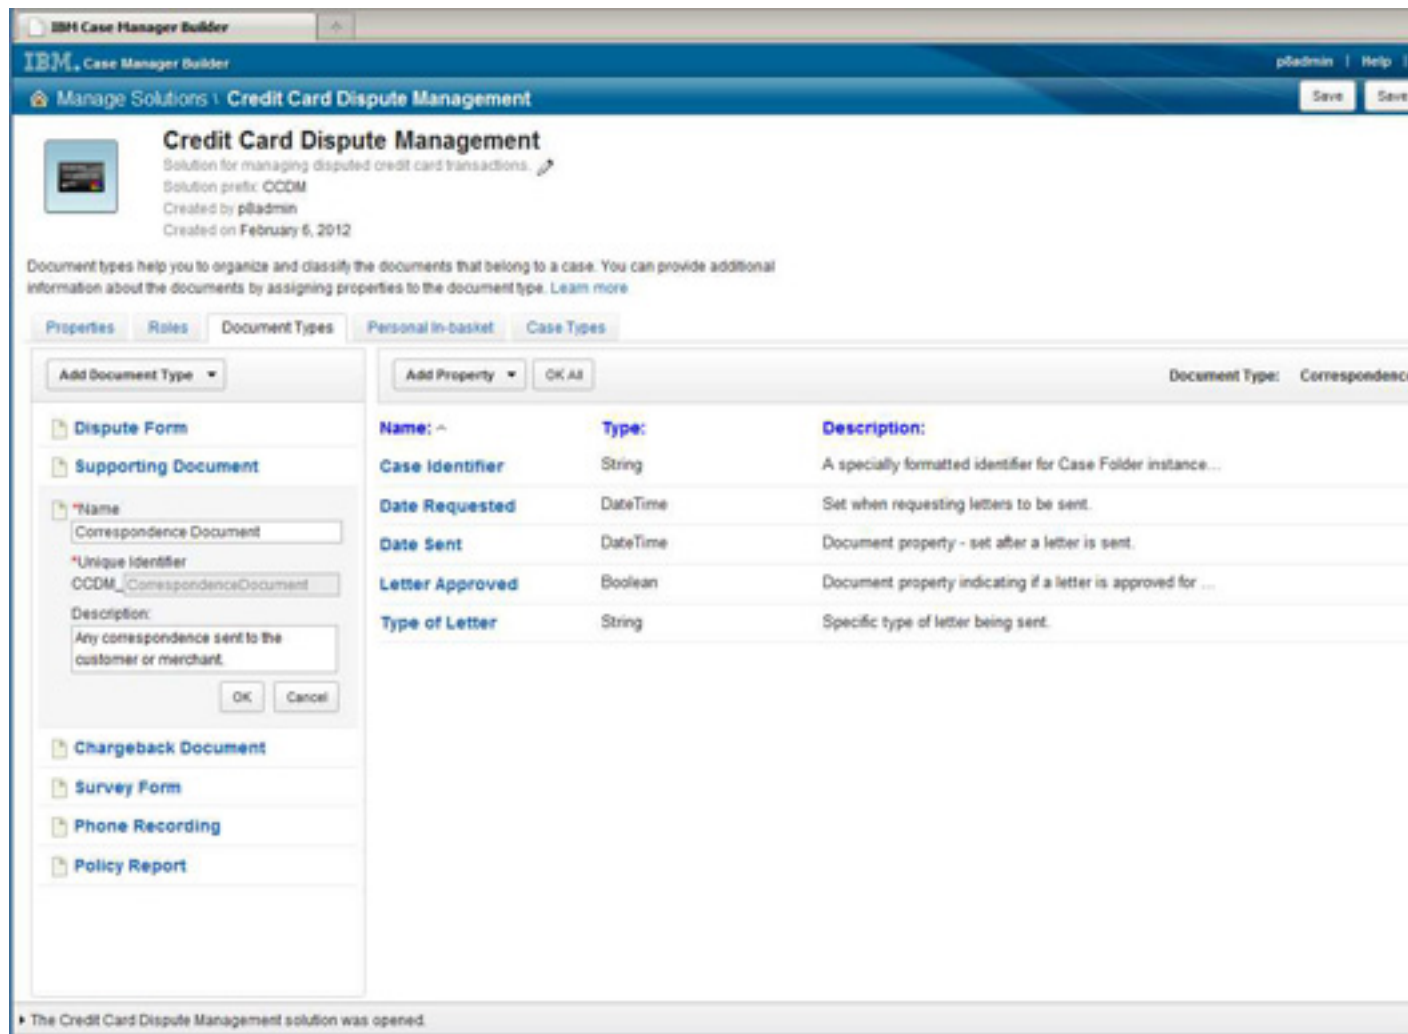 IBM Case Manager Builder
IBM. Case Manager Builder
p8admin | Help |
Manage Solutions \ Credit Card Dispute Management
Save Save
Credit Card Dispute Management
Solution for managing disputed credit card transactions.
Solution prefix: CCDM
Created by p8admin
Created on February 6, 2012
Document types help you to organize and classify the documents that belong to a case. You can provide additional
information about the documents by assigning properties to the document type. Learn more
Properties Roles Document Types Personal In-basket Case Types
Add Document Type
Add Property OK All Document Type: Correspondence
Dispute Form
Supporting Document
*Name
Correspondence Document
*Unique Identifier
CCDM_CorrespondenceDocument
Description:
Any correspondence sent to the
customer or merchant.
OK Cancel
Chargeback Document
Survey Form
Phone Recording
Policy Report
Name: Type: Description:
Case Identifier String A specially formatted identifier for Case Folder instance...
Date Requested DateTime Set when requesting letters to be sent.
Date Sent DateTime Document property - set after a letter is sent.
Letter Approved Boolean Document property indicating if a letter is approved for ...
Type of Letter String Specific type of letter being sent.
The Credit Card Dispute Management solution was opened.